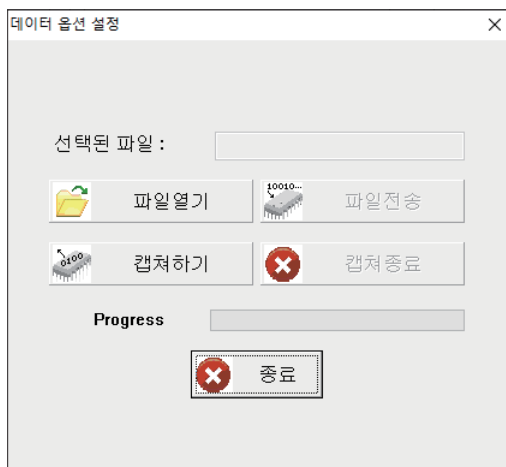 데이터 옵션 설정
선택된 파일 :
파일열기
10010...
파일전송
0100
캡쳐하기
캡쳐종료
Progress
종료